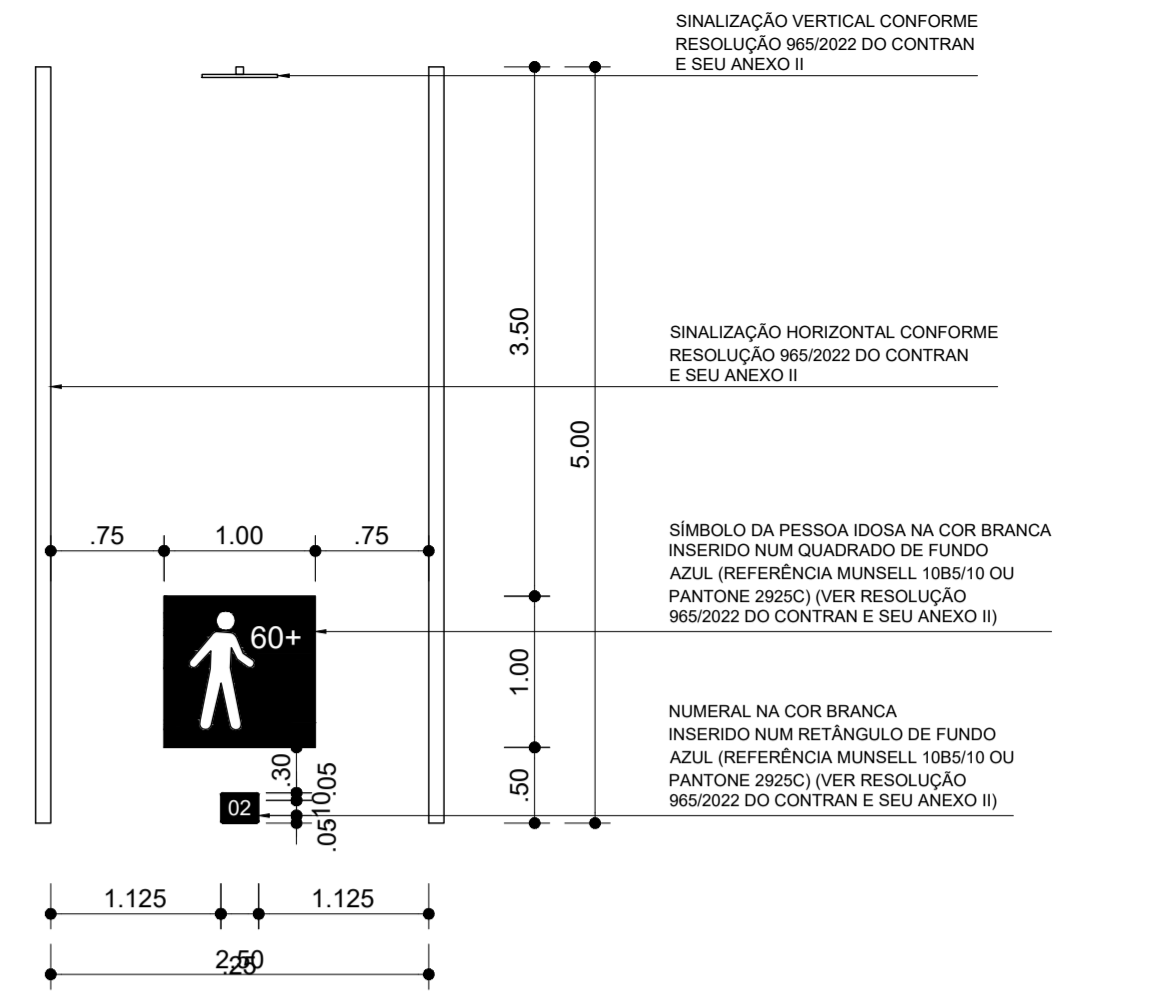 SINALIZAÇÃO VERTICAL CONFORME
RESOLUÇÃO 965/2022 DO CONTRAN
E SEU ANEXO II
3.50
SINALIZAÇÃO HORIZONTAL CONFORME
RESOLUÇÃO 965/2022 DO CONTRAN
E SEU ANEXO II
5.00
.75 1.00 .75
SÍMBOLO DA PESSOA IDOSA NA COR BRANCA
INSERIDO NUM QUADRADO DE FUNDO
AZUL (REFERÊNCIA MUNSELL 10B5/10 OU
PANTONE 2925C) (VER RESOLUÇÃO
965/2022 DO CONTRAN E SEU ANEXO II)
60+
1.00
NUMERAL NA COR BRANCA
INSERIDO NUM RETÂNGULO DE FUNDO
AZUL (REFERÊNCIA MUNSELL 10B5/10 OU
PANTONE 2925C) (VER RESOLUÇÃO
965/2022 DO CONTRAN E SEU ANEXO II)
.30
.05
.10
.05
.50
02
1.125 1.125
2.50
.25